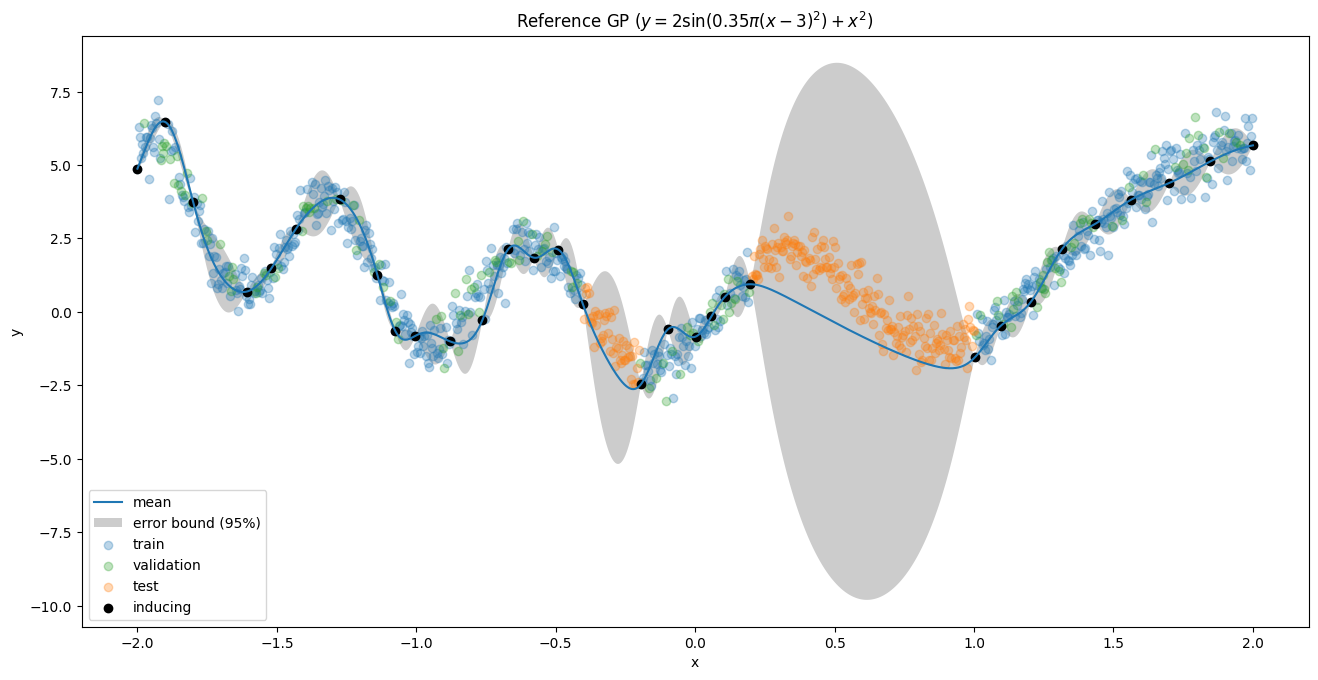 Reference GP (y = 2sin(0.35π(x − 3)²) + x²)
7.5
5.0
2.5
0.0
−2.5
−5.0
−7.5
−10.0
y
mean
error bound (95%)
train
validation
test
inducing
−2.0 −1.5 −1.0 −0.5 0.0 0.5 1.0 1.5 2.0
x